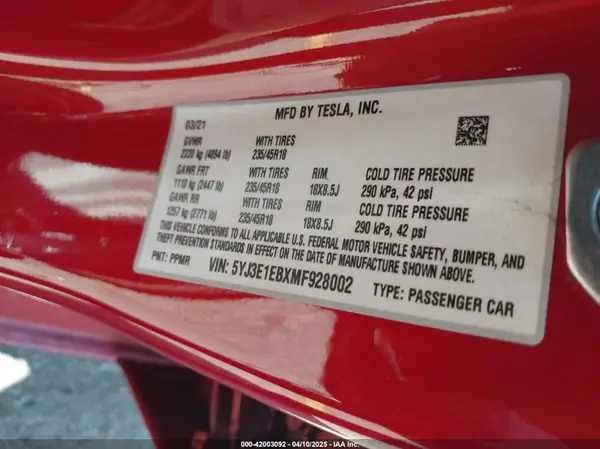 MFD BY TESLA, INC.
03/21
GVWR WITH TIRES
2220 kg (4894 lb) 235/45R18
GAWR FRT WITH TIRES RIM COLD TIRE PRESSURE
1110 kg (2447 lb) 235/45R18 18X8.5J 290 kPa, 42 psi
GAWR RR WITH TIRES RIM COLD TIRE PRESSURE
1257 kg (2771 lb) 235/45R18 18X8.5J 290 kPa, 42 psi
THIS VEHICLE CONFORMS TO ALL APPLICABLE U.S. FEDERAL MOTOR VEHICLE SAFETY, BUMPER, AND
THEFT PREVENTION STANDARDS IN EFFECT ON THE DATE OF MANUFACTURE SHOWN ABOVE.
PNT: PPMR VIN: 5YJ3E1EBXMF928002 TYPE: PASSENGER CAR
000-42003092 - 04/10/2025 - IAA Inc.